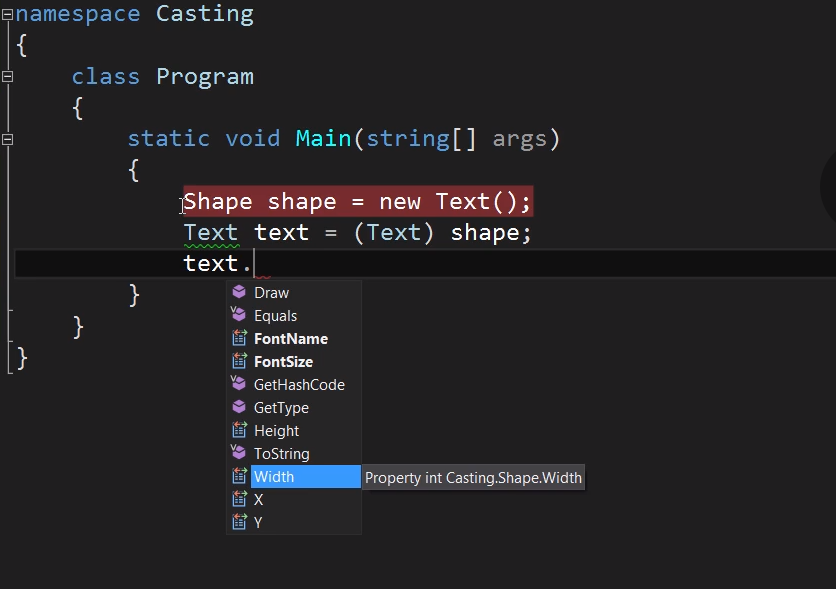 namespace Casting
{
class Program
{
static void Main(string[] args)
{
Shape shape = new Text();
Text text = (Text) shape;
text.
}
}
}
Draw
Equals
FontName
FontSize
GetHashCode
GetType
Height
ToString
Width Property int Casting.Shape.Width
X
Y